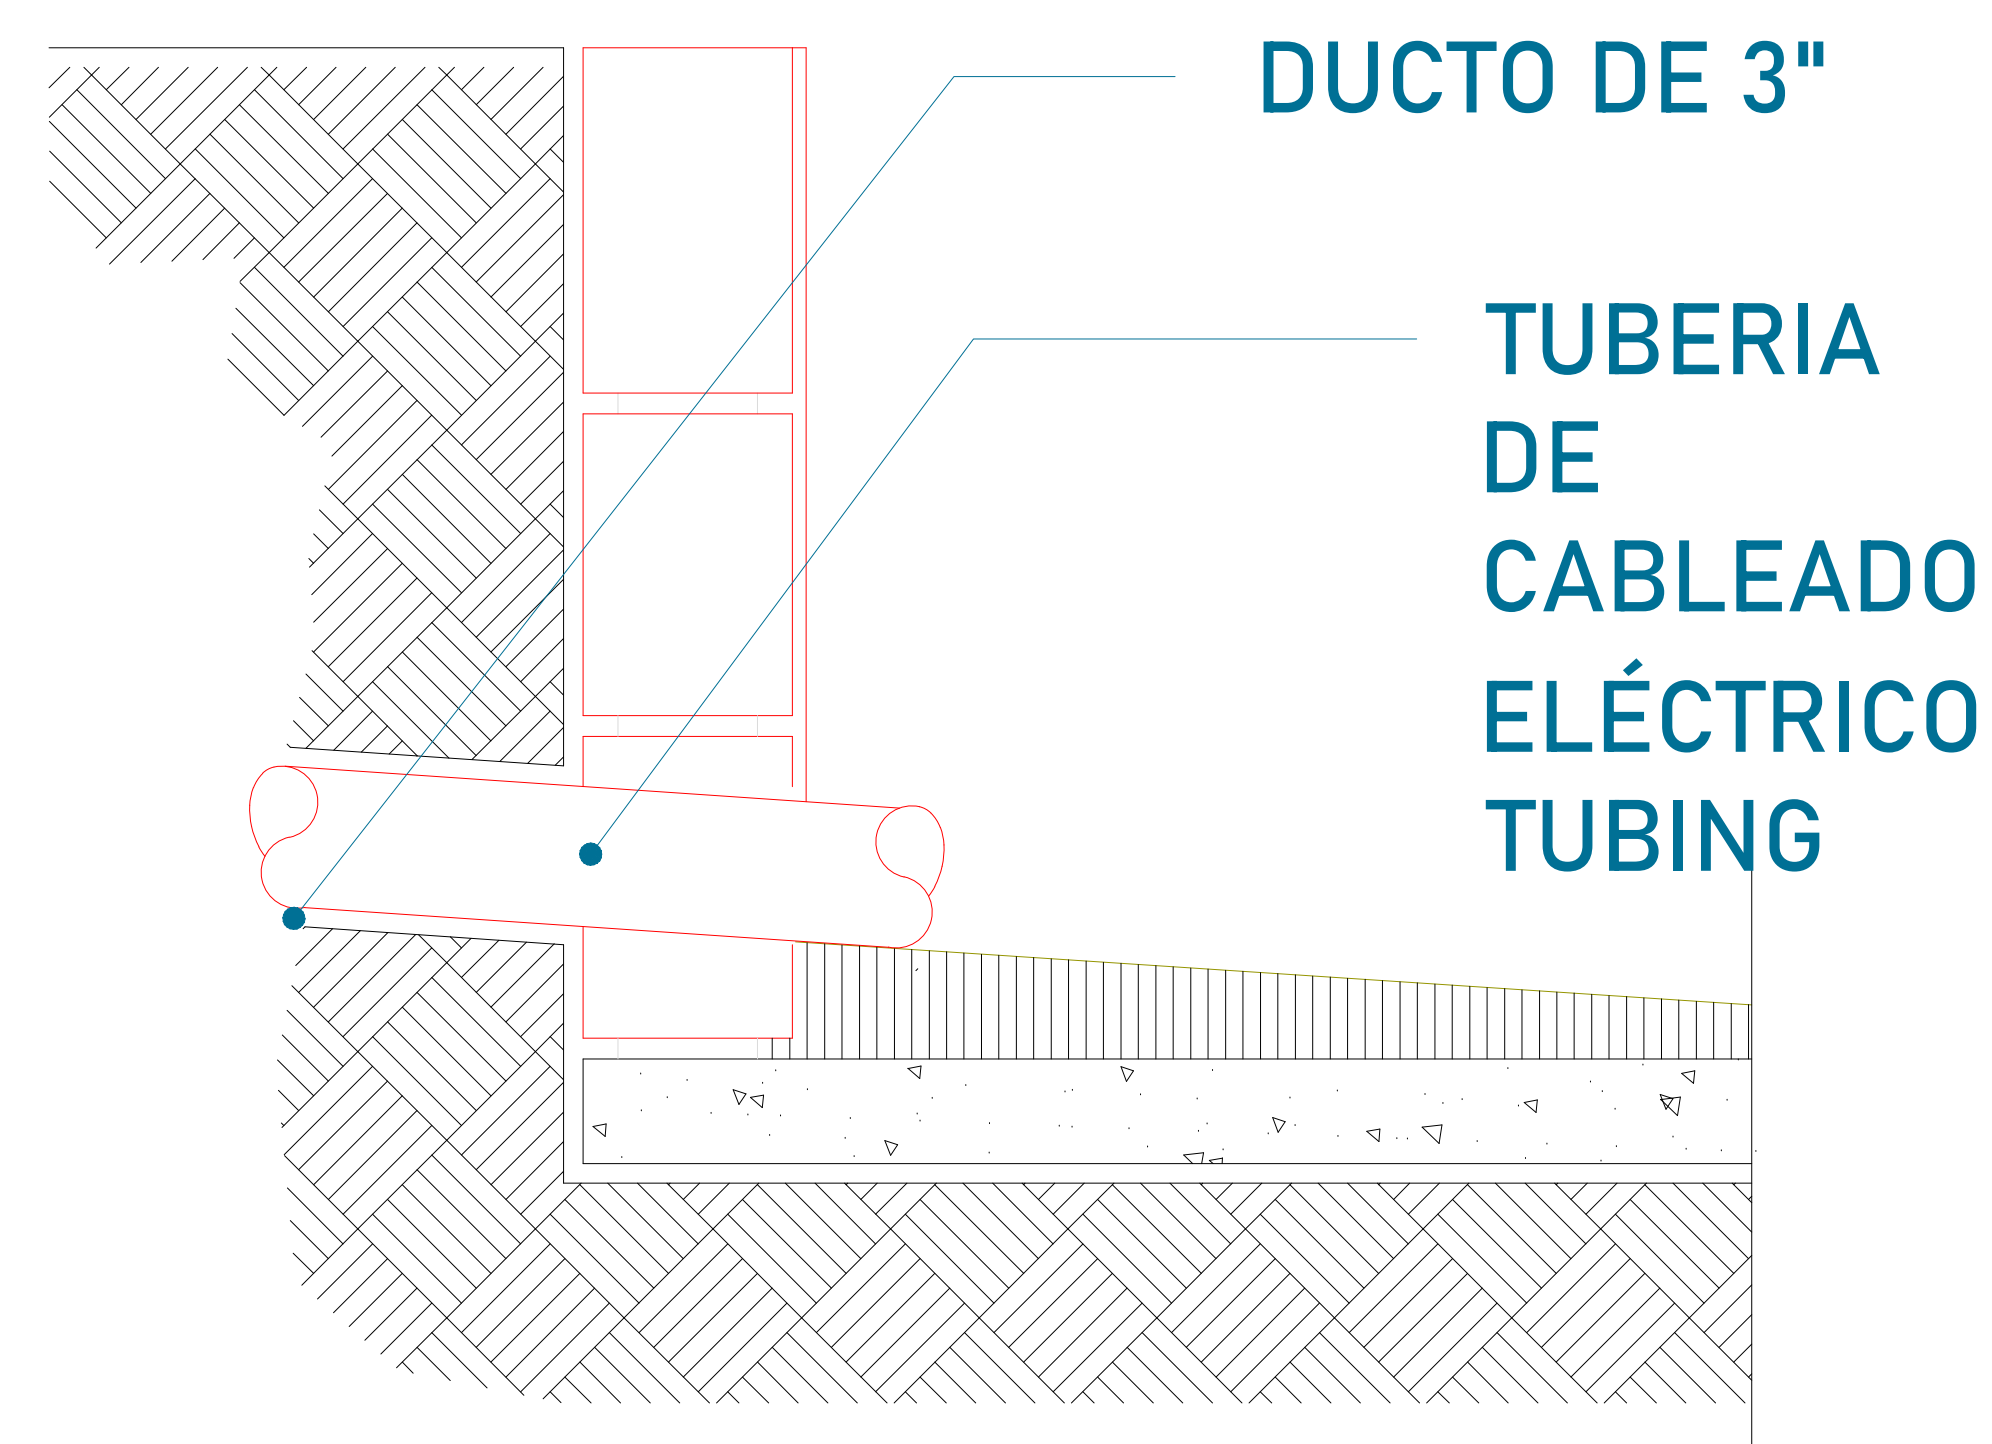 DUCTO DE 3"
TUBERIA
DE
CABLEADO
ELÉCTRICO
TUBING